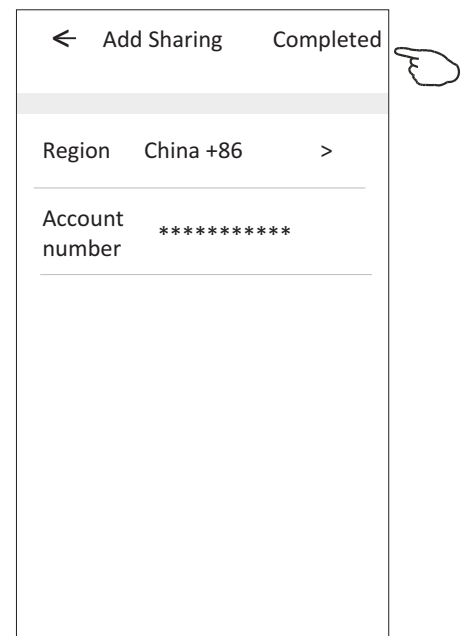 ← Add Sharing Completed
Region China +86 >
Account
number ***********